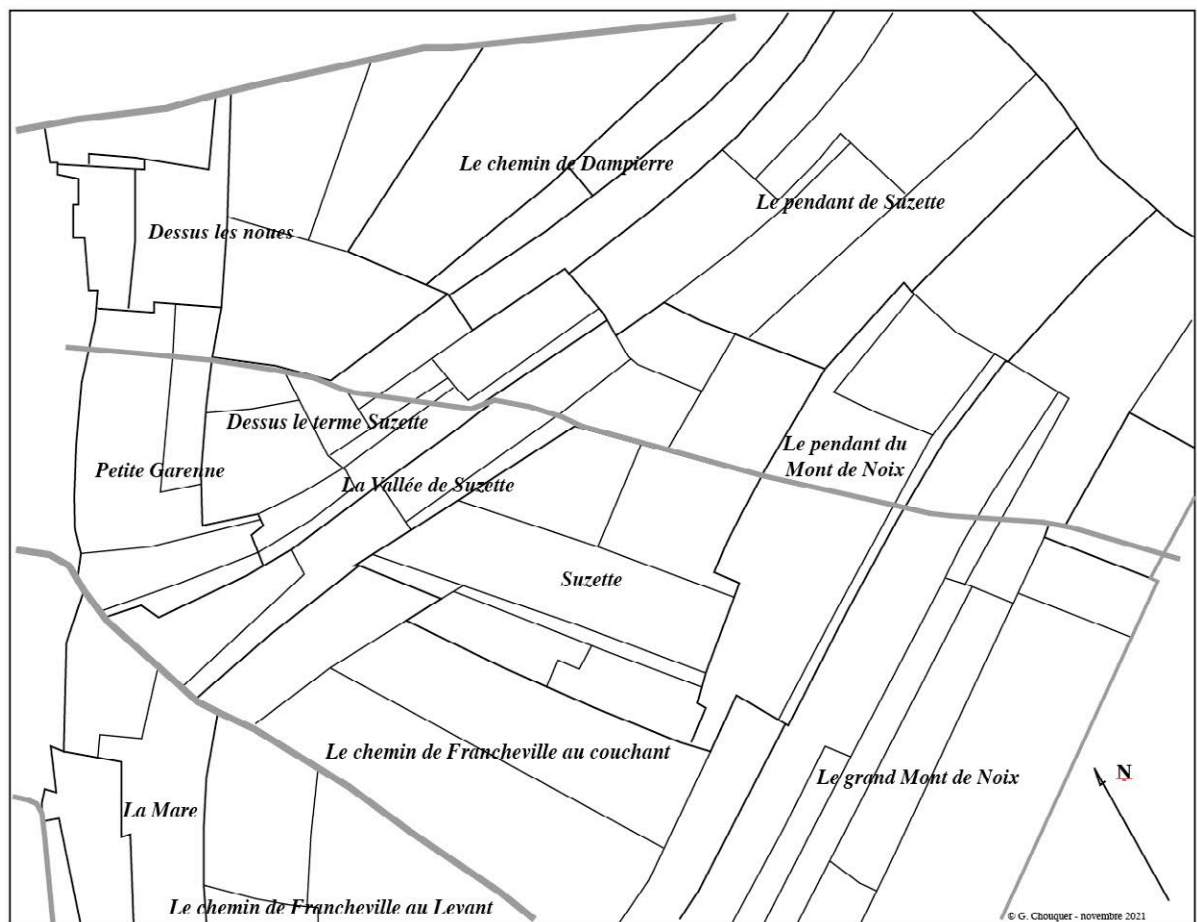 Le chemin de Dampierre
Le pendant de Suzette
Dessus les noues
Dessus le terme Suzette
Le pendant du
Mont de Noix
Petite Garenne
La Vallée de Suzette
Suzette
Le chemin de Francheville au couchant
Le grand Mont de Noix
N
La Mare
Le chemin de Francheville au Levant
© G. Chouquer - novembre 2021